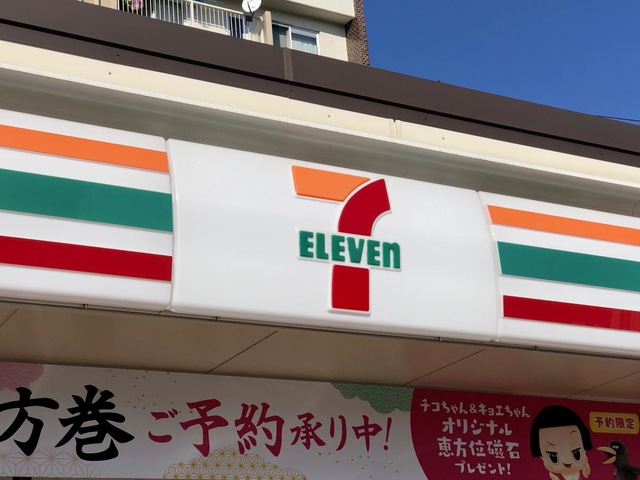 7
ELEVEn
方巻 ご予約承り中!
チコちゃん&キョエちゃん
オリジナル
恵方位磁石
プレゼント!
予約限定